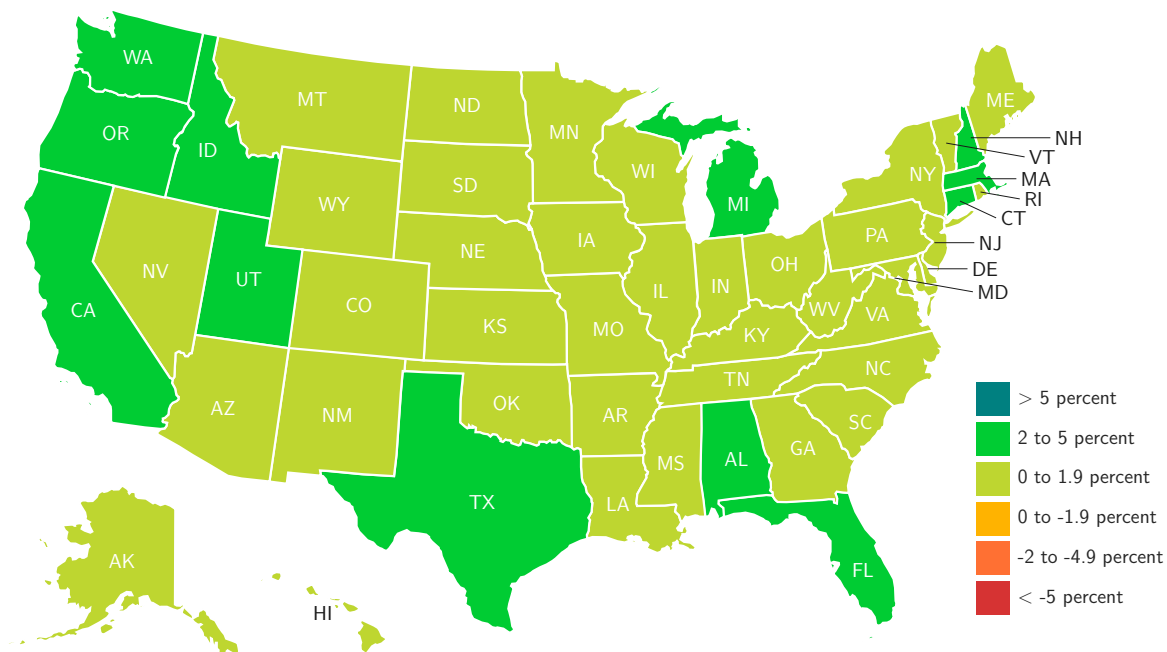 WA
MT
ND
ME
MN
OR
NH
ID
VT
WI
NY
MA
SD
RI
WY
MI
CT
PA
IA
NJ
NE
OH
DE
NV
UT
IN
IL
MD
CO
CA
WV
VA
KS
MO
KY
NC
TN
> 5 percent
AZ
NM
OK
AR
SC
2 to 5 percent
GA
AL
MS
0 to 1.9 percent
TX
LA
0 to -1.9 percent
AK
FL
-2 to -4.9 percent
HI
< -5 percent